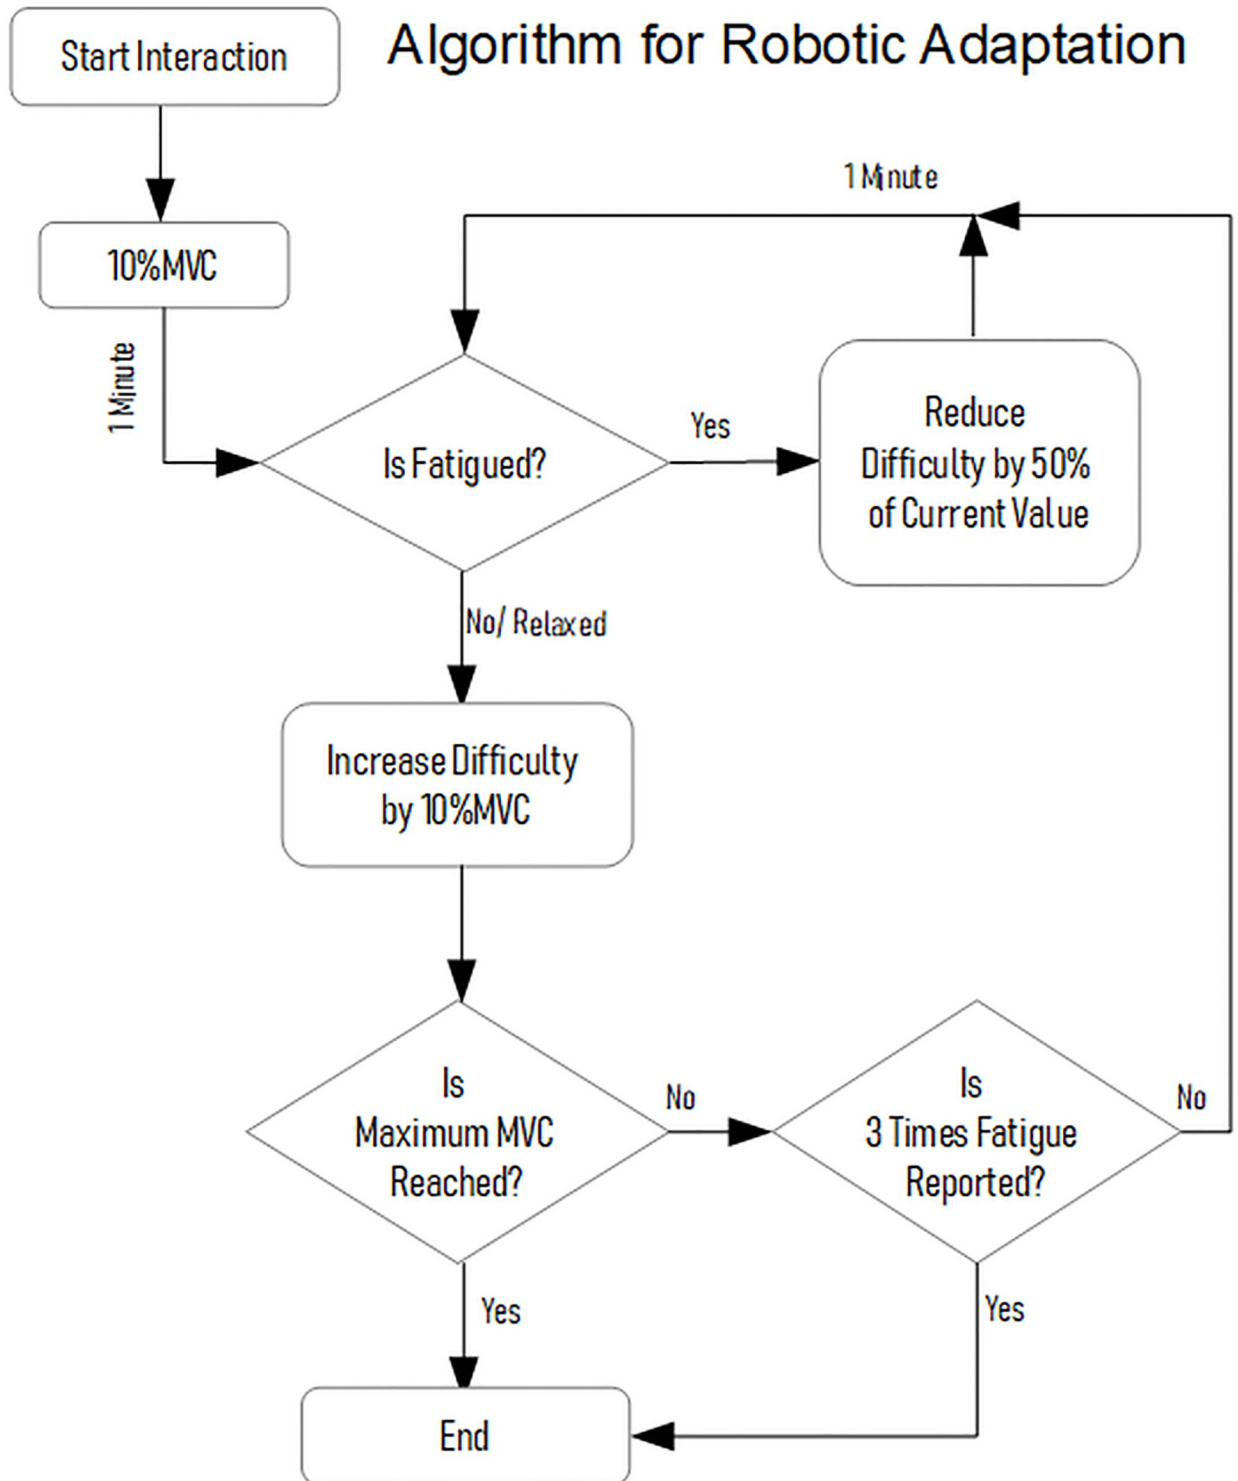 Start Interaction
Algorithm for Robotic Adaptation
1 Minute
10%MVC
1 Minute
Is Fatigued?
Yes
Reduce
Difficulty by 50%
of Current Value
No/ Relaxed
Increase Difficulty
by 10%MVC
Is
Maximum MVC
Reached?
No
Is
3 Times Fatigue
Reported?
No
Yes
Yes
End